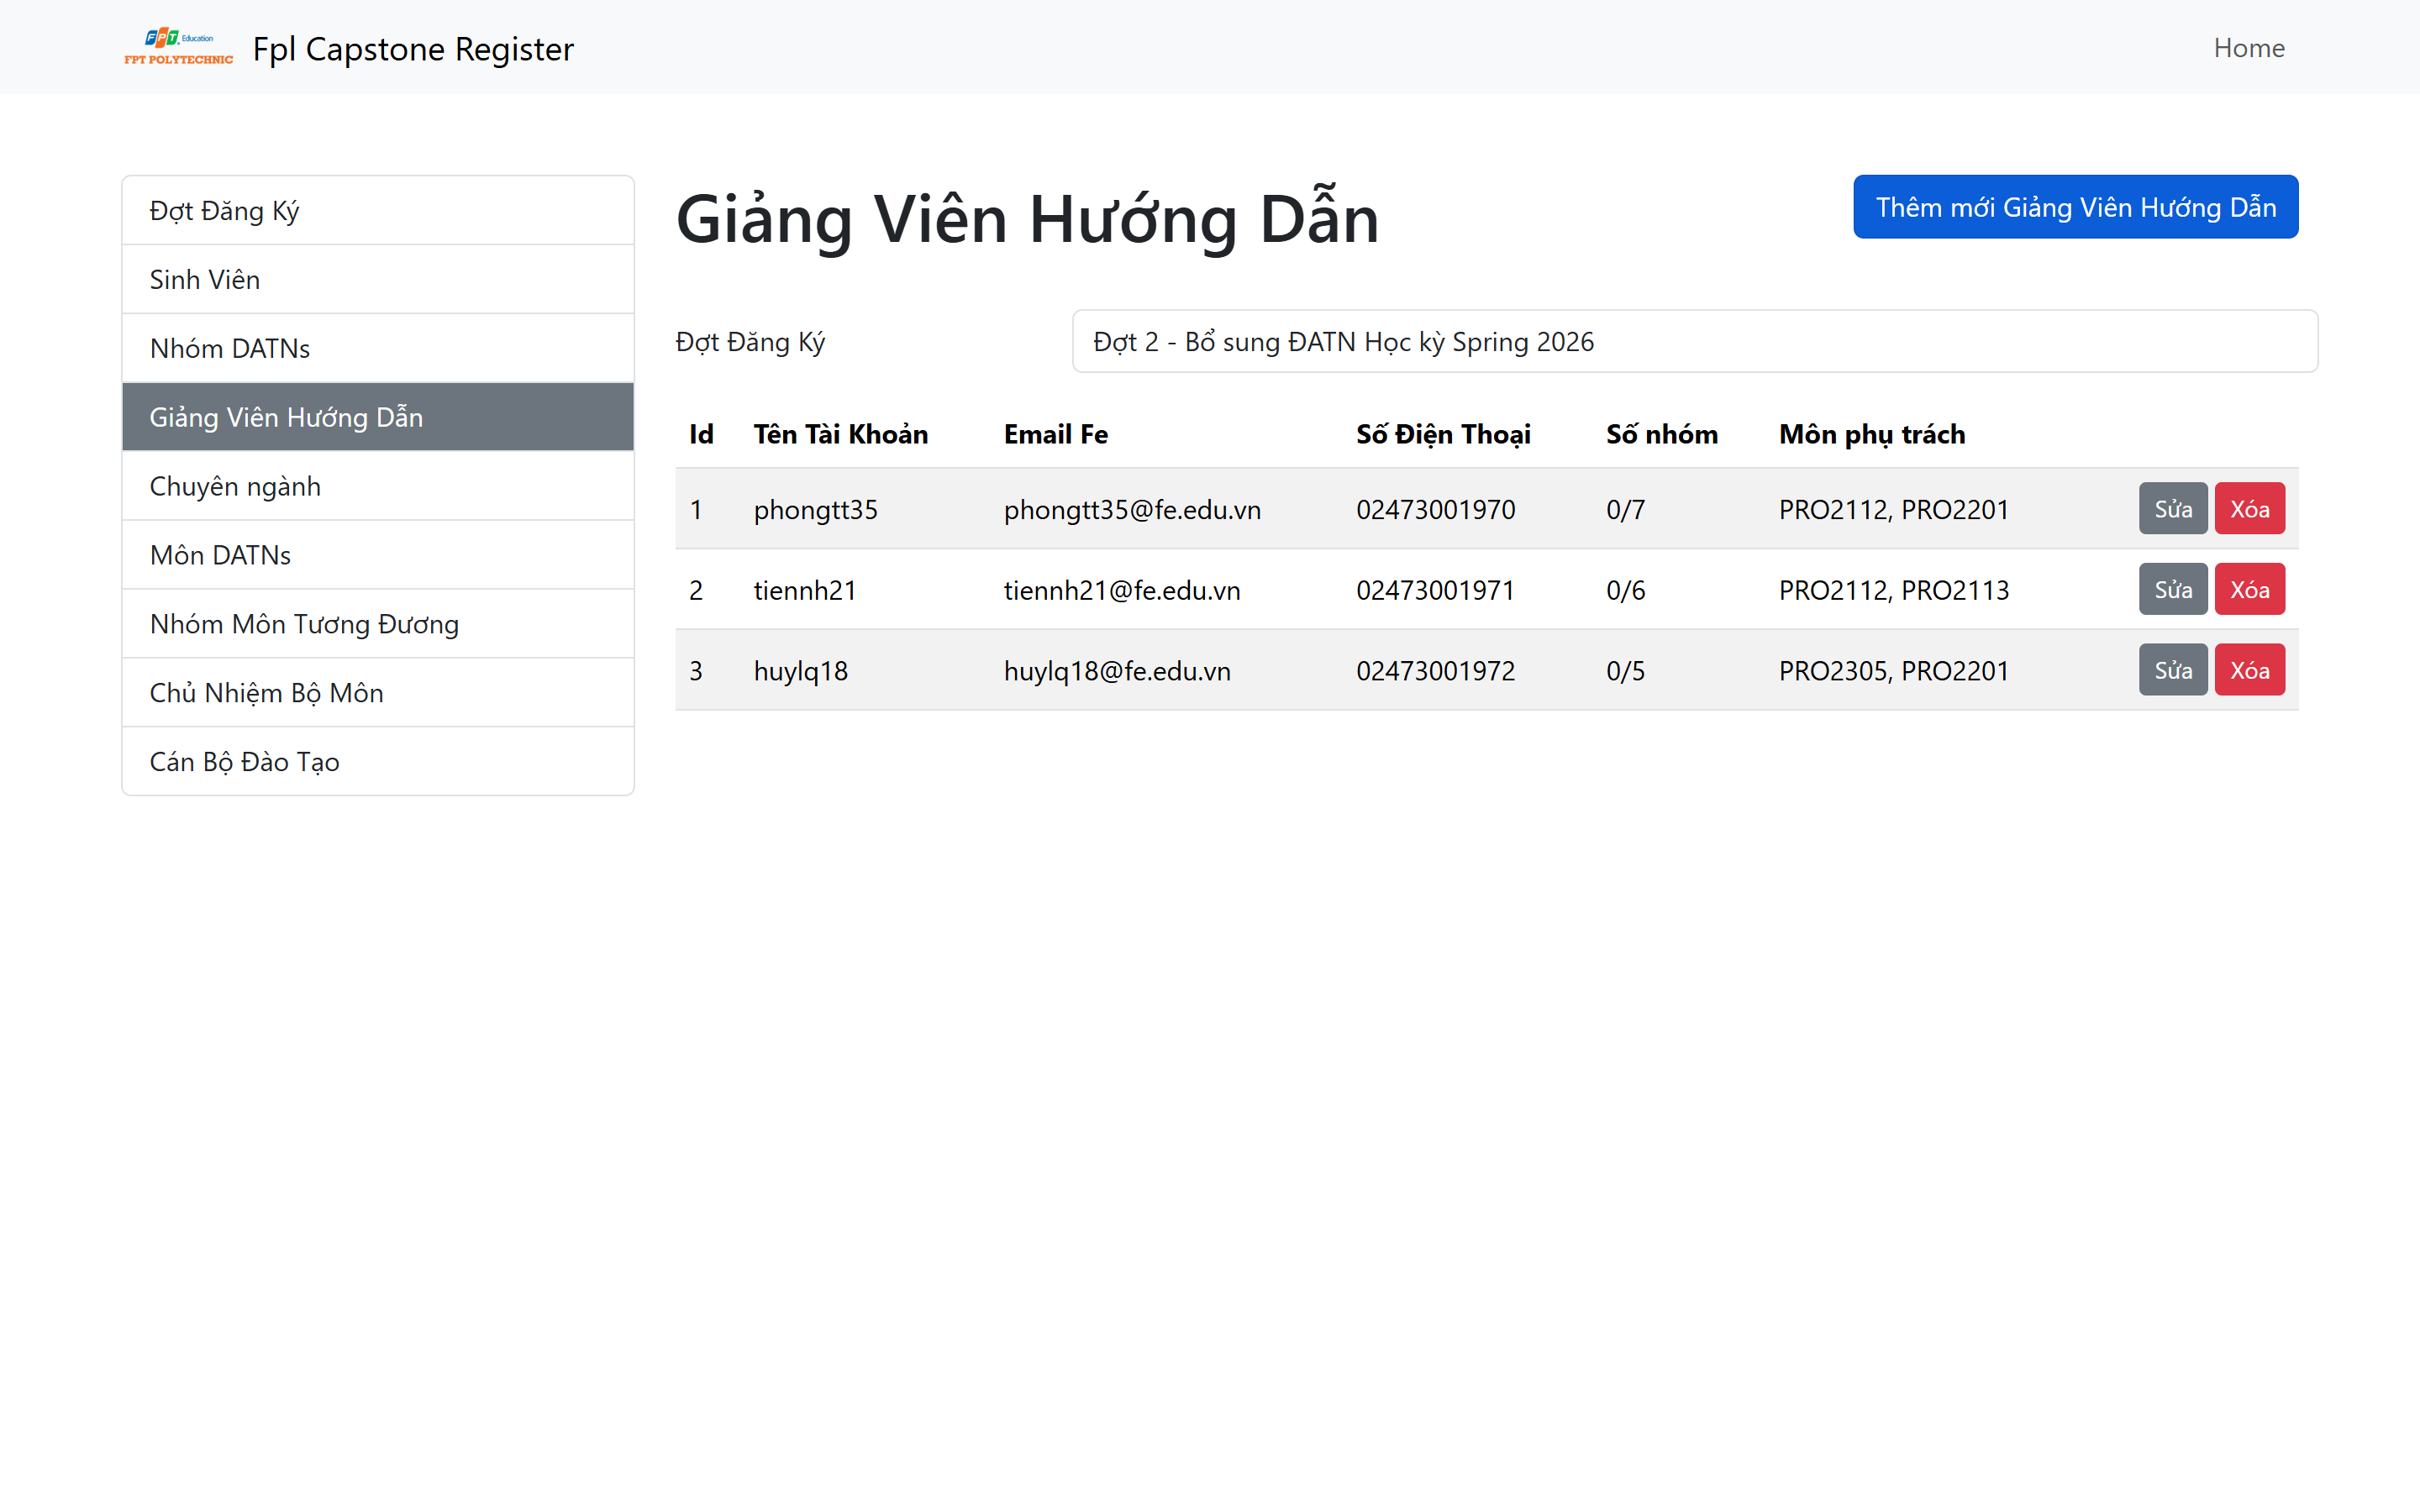 FPT Education
FPT POLYTECHNIC
Fpl Capstone Register
Home
Đợt Đăng Ký
Sinh Viên
Nhóm DATNs
Giảng Viên Hướng Dẫn
Chuyên ngành
Môn DATNs
Nhóm Môn Tương Đương
Chủ Nhiệm Bộ Môn
Cán Bộ Đào Tạo
Giảng Viên Hướng Dẫn
Thêm mới Giảng Viên Hướng Dẫn
Đợt Đăng Ký
Đợt 2 - Bổ sung ĐATN Học kỳ Spring 2026
Id Tên Tài Khoản Email Fe Số Điện Thoại Số nhóm Môn phụ trách
1 phongtt35 phongtt35@fe.edu.vn 02473001970 0/7 PRO2112, PRO2201 Sửa Xóa
2 tiennh21 tiennh21@fe.edu.vn 02473001971 0/6 PRO2112, PRO2113 Sửa Xóa
3 huylq18 huylq18@fe.edu.vn 02473001972 0/5 PRO2305, PRO2201 Sửa Xóa